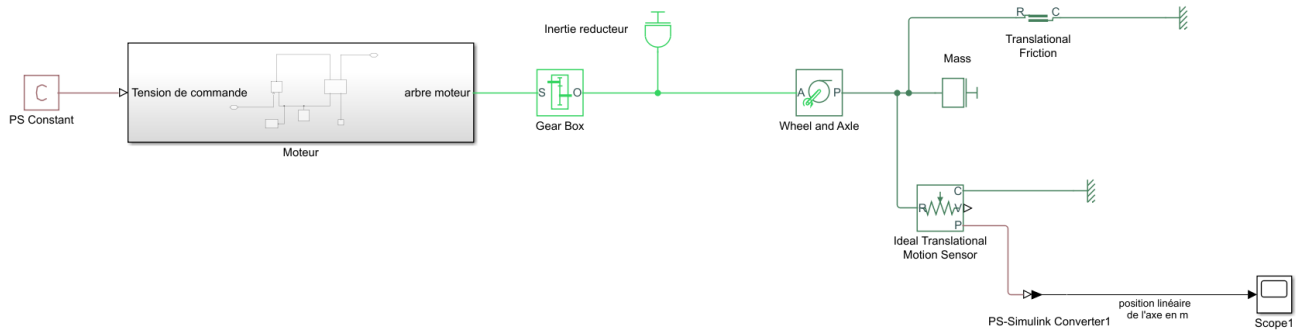 R C
Translational
Friction
Inertie reducteur
Mass
C
PS Constant
Tension de commande
arbre moteur
Moteur
S O
Gear Box
A P
Wheel and Axle
C
R V
P
Ideal Translational
Motion Sensor
PS-Simulink Converter1
position linéaire
de l'axe en m
Scope1